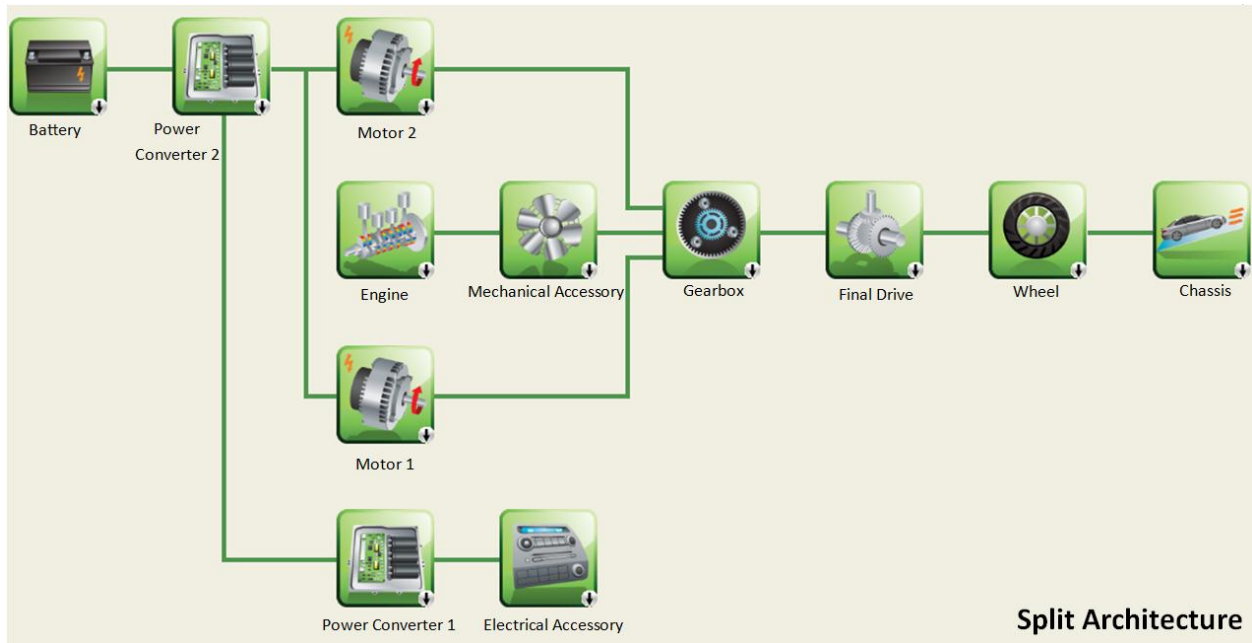 Battery
Power
Converter 2
Motor 2
Engine
Mechanical Accessory
Gearbox
Final Drive
Wheel
Chassis
Motor 1
Power Converter 1
Electrical Accessory
Split Architecture